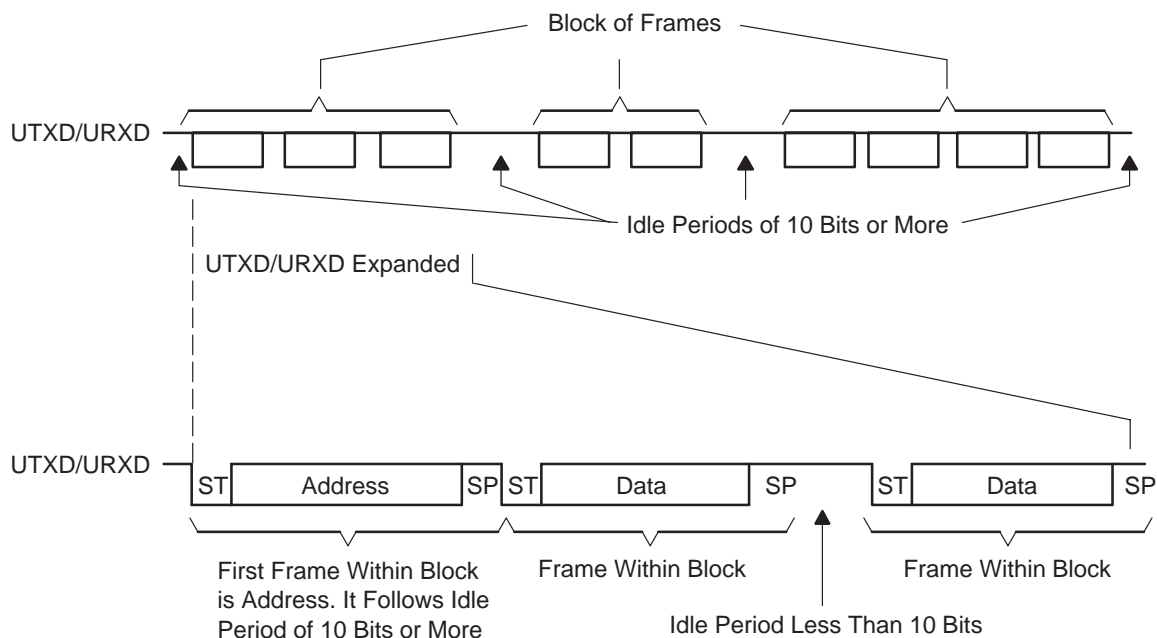 Block of Frames
UTXD/URXD
Idle Periods of 10 Bits or More
UTXD/URXD Expanded
UTXD/URXD
ST Address SP ST Data SP ST Data SP
First Frame Within Block
is Address. It Follows Idle
Period of 10 Bits or More
Frame Within Block
Frame Within Block
Idle Period Less Than 10 Bits